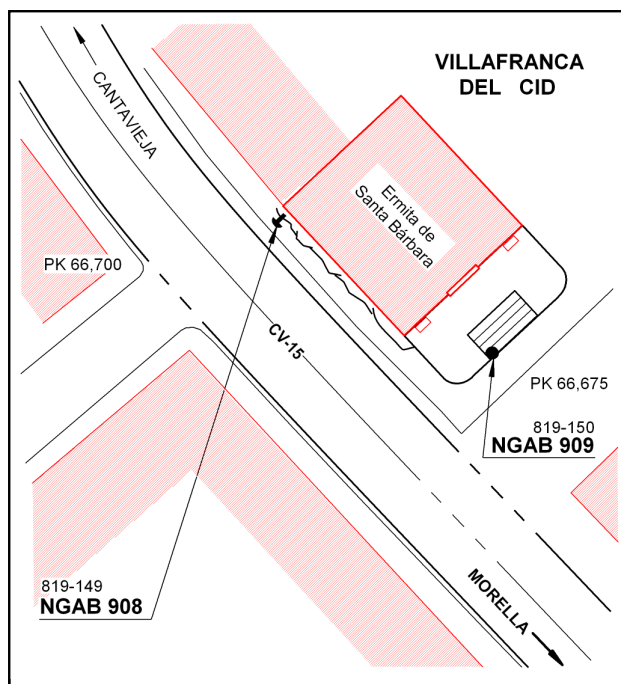 VILLAFRANCA
DEL CID
CANTAVIEJA
Ermita de
Santa Bárbara
PK 66,700
CV-15
PK 66,675
819-150
NGAB 909
819-149
NGAB 908
MORELLA